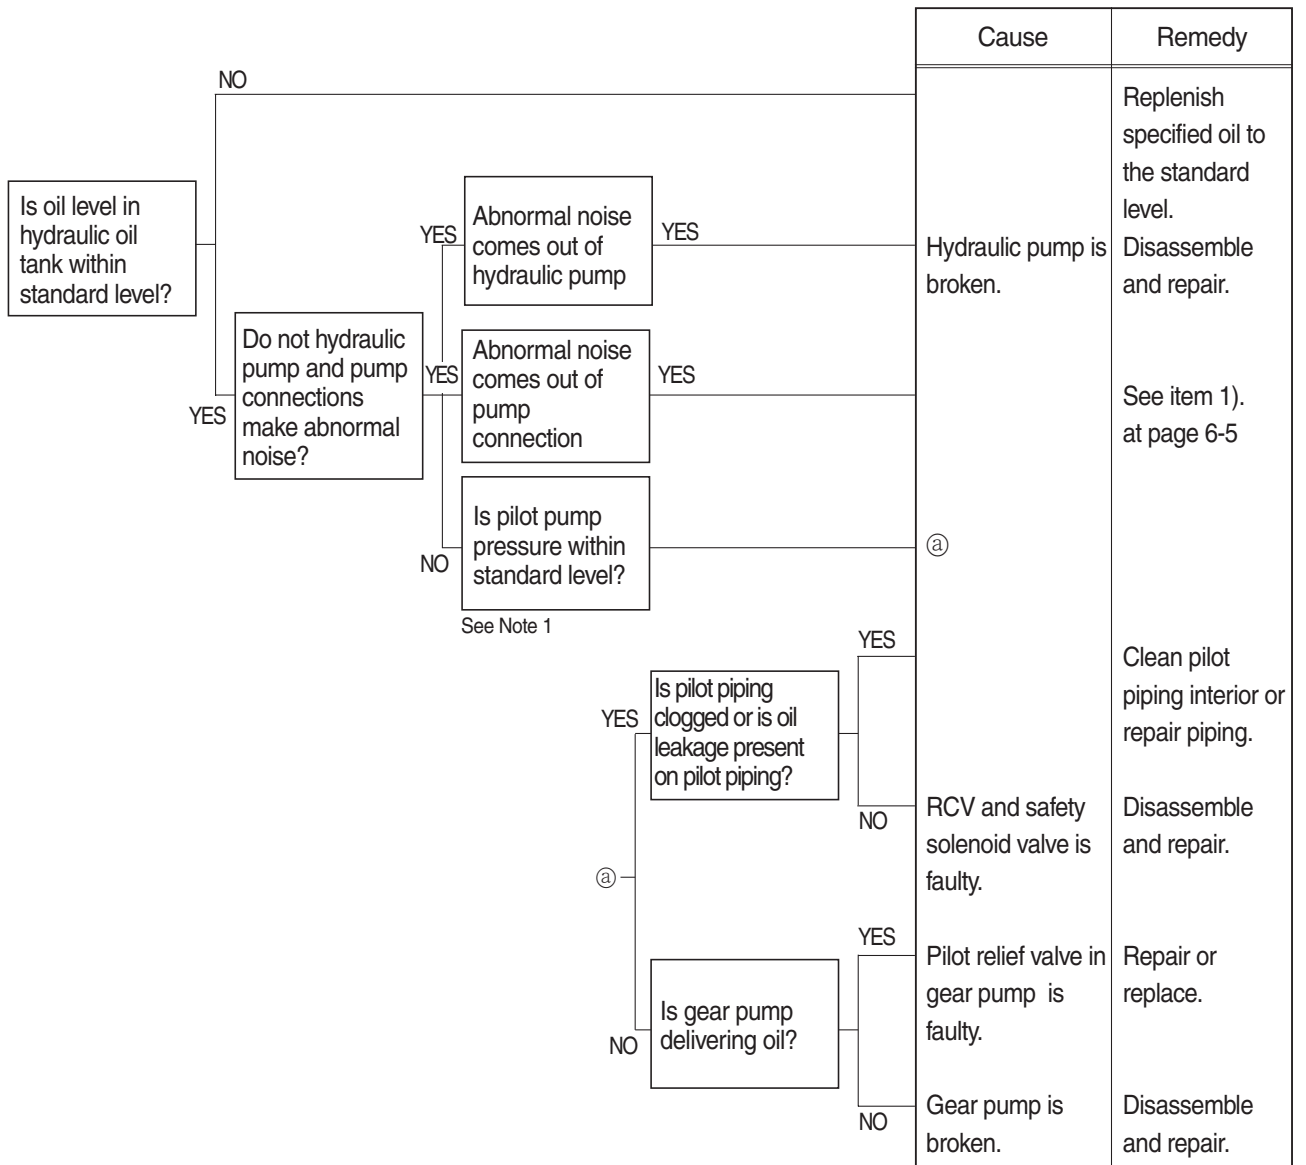 Cause
Remedy
NO
Replenish
specified oil to
the standard
level.
Is oil level in
hydraulic oil
tank within
standard level?
YES
Abnormal noise
comes out of
hydraulic pump
YES
Hydraulic pump is
broken.
Disassemble
and repair.
YES
Do not hydraulic
pump and pump
connections
make abnormal
noise?
YES
Abnormal noise
comes out of
pump
connection
YES
See item 1).
at page 6-5
NO
Is pilot pump
pressure within
standard level?
See Note 1
ⓐ
ⓐ
YES
Is pilot piping
clogged or is oil
leakage present
on pilot piping?
YES
Clean pilot
piping interior or
repair piping.
NO
RCV and safety
solenoid valve is
faulty.
Disassemble
and repair.
NO
Is gear pump
delivering oil?
YES
Pilot relief valve in
gear pump is
faulty.
Repair or
replace.
NO
Gear pump is
broken.
Disassemble
and repair.